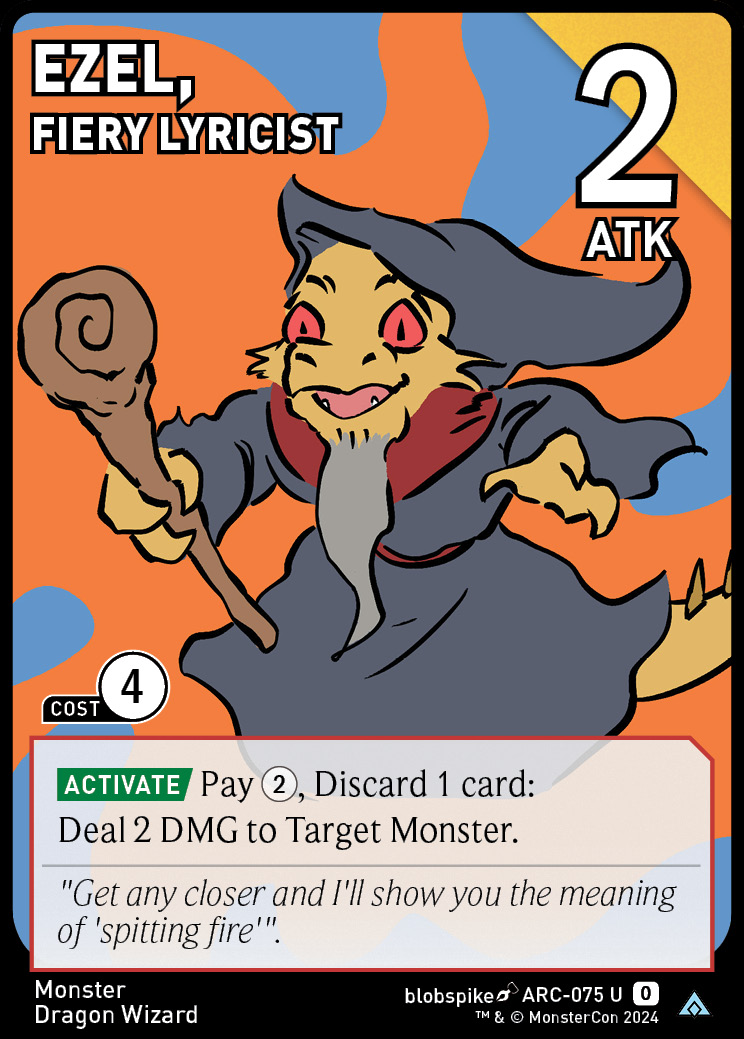 EZEL,
FIERY LYRICIST
2
ATK
COST 4
ACTIVATE Pay 2, Discard 1 card:
Deal 2 DMG to Target Monster.
"Get any closer and I'll show you the meaning
of 'spitting fire'".
Monster
Dragon Wizard
blobspike ARC-075 U 0
™ & © MonsterCon 2024